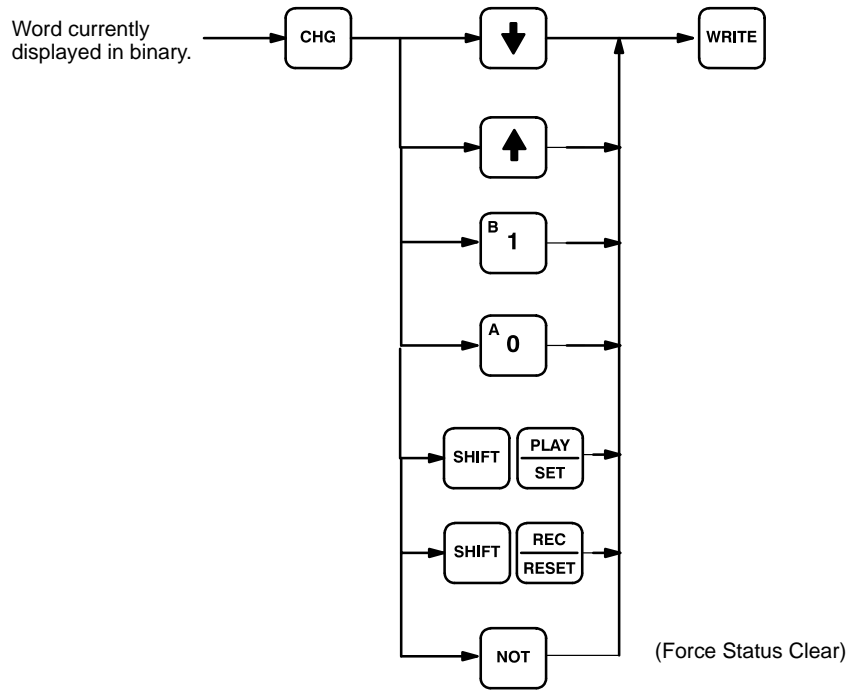 Word currently
displayed in binary.
CHG
WRITE
B
1
A
0
SHIFT
PLAY
SET
SHIFT
REC
RESET
NOT
(Force Status Clear)